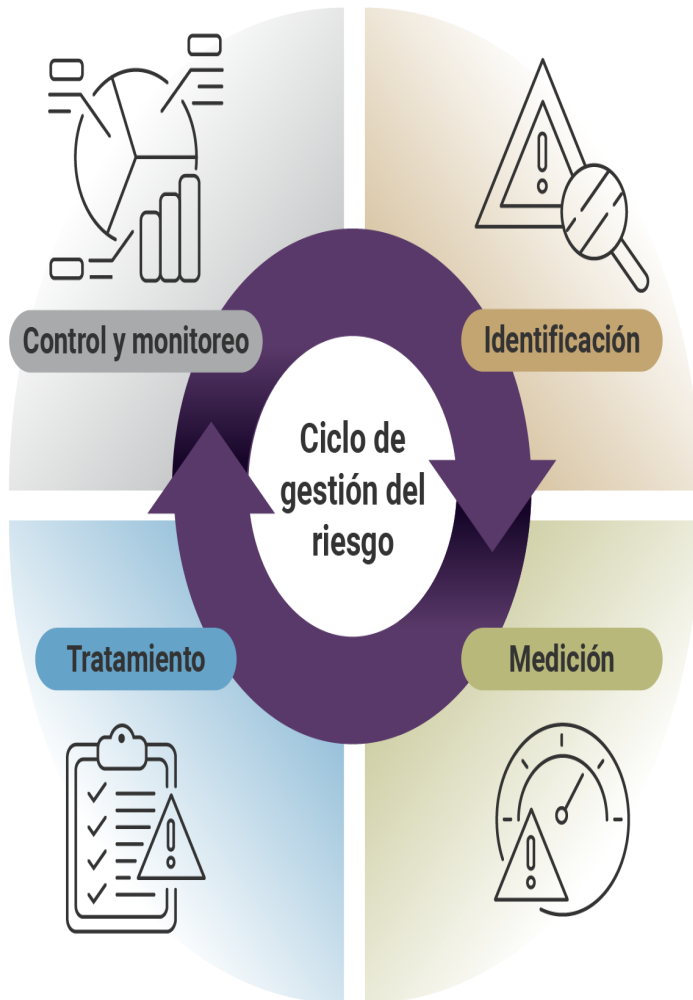 Control y monitoreo
Identificación
Ciclo de
gestión del
riesgo
Tratamiento
Medición